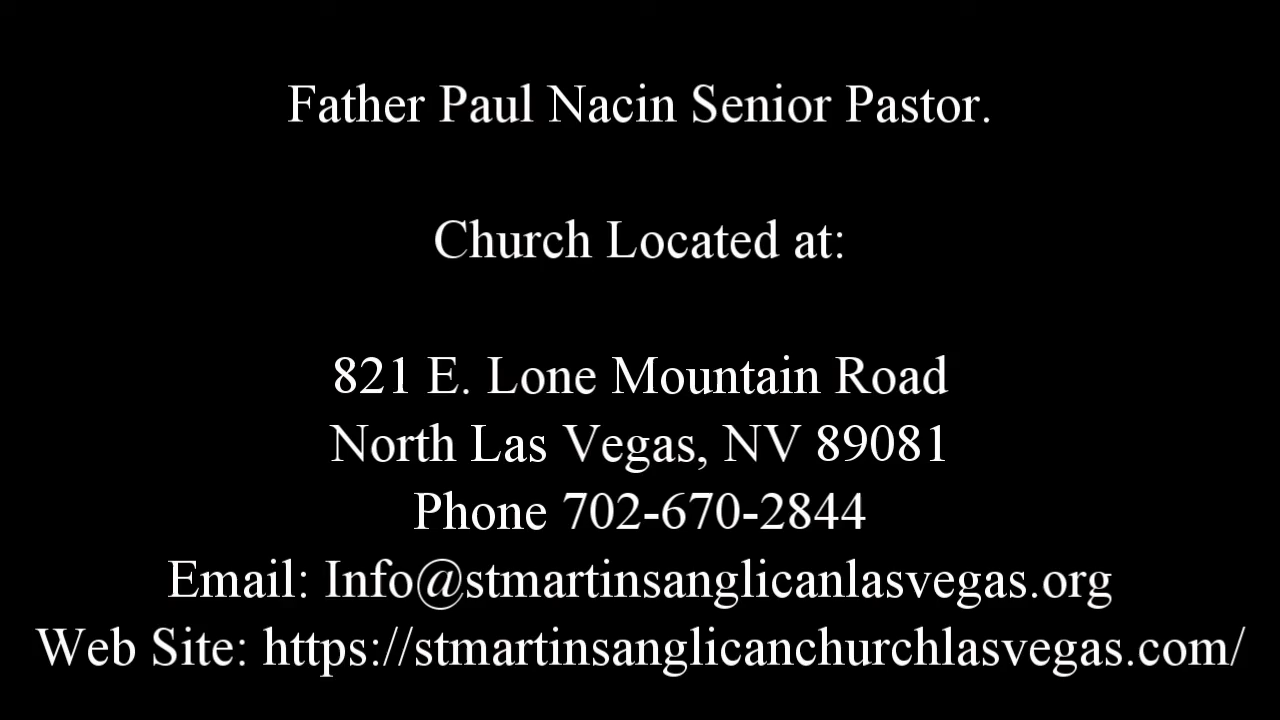 Father Paul Nacin Senior Pastor.
Church Located at:
821 E. Lone Mountain Road
North Las Vegas, NV 89081
Phone 702-670-2844
Email: Info@stmartinsanglicanlasvegas.org
Web Site: https://stmartinsanglicanchurchlasvegas.com/